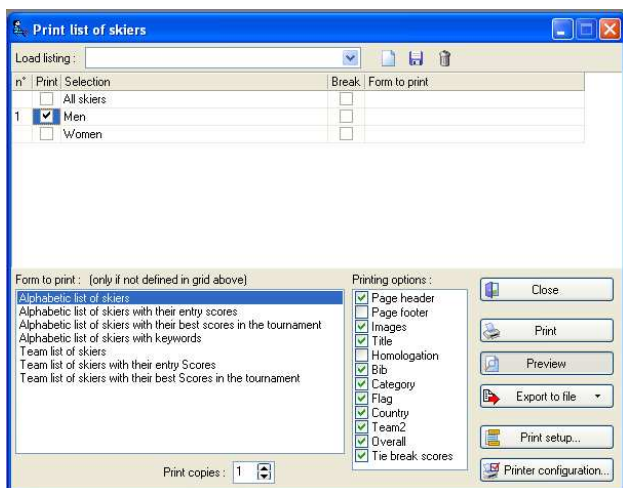 Print list of skiers
Load listing :
n° Print Selection Break Form to print
All skiers
1 Men
Women
Form to print : (only if not defined in grid above)
Alphabetic list of skiers
Alphabetic list of skiers with their entry scores
Alphabetic list of skiers with their best scores in the tournament
Alphabetic list of skiers with keywords
Team list of skiers
Team list of skiers with their entry Scores
Team list of skiers with their best Scores in the tournament
Print copies : 1
Printing options :
Page header
Page footer
Images
Title
Homologation
Bib
Category
Flag
Country
Team2
Overall
Tie break scores
Close
Print
Preview
Export to file
Print setup...
Printer configuration...